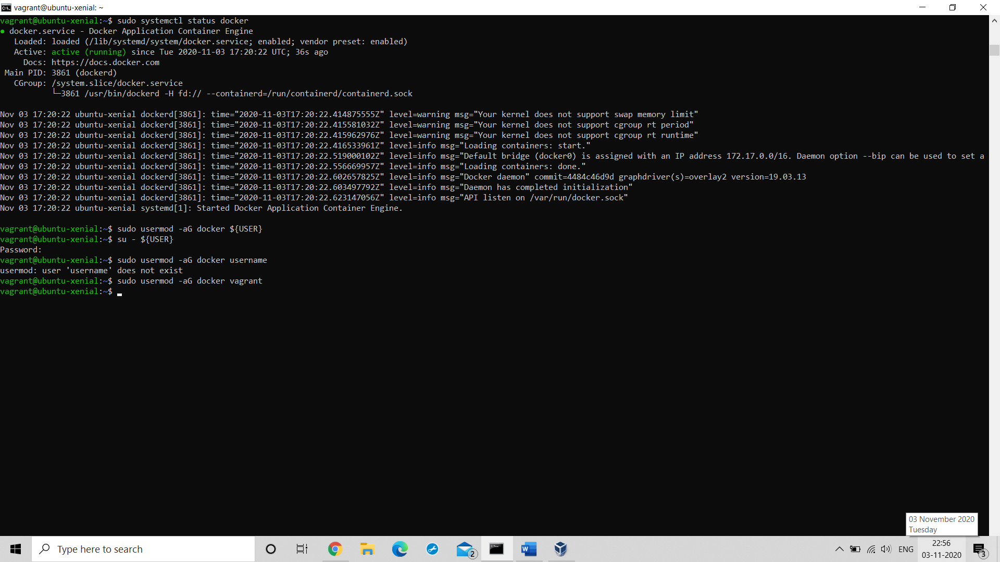 vagrant@ubuntu-xenial: ~
vagrant@ubuntu-xenial:~$ sudo systemctl status docker
● docker.service - Docker Application Container Engine
   Loaded: loaded (/lib/systemd/system/docker.service; enabled; vendor preset: enabled)
   Active: active (running) since Tue 2020-11-03 17:20:22 UTC; 36s ago
     Docs: https://docs.docker.com
 Main PID: 3861 (dockerd)
   CGroup: /system.slice/docker.service
           └─3861 /usr/bin/dockerd -H fd:// --containerd=/run/containerd/containerd.sock
Nov 03 17:20:22 ubuntu-xenial dockerd[3861]: time="2020-11-03T17:20:22.414875555Z" level=warning msg="Your kernel does not support swap memory limit"
Nov 03 17:20:22 ubuntu-xenial dockerd[3861]: time="2020-11-03T17:20:22.415581032Z" level=warning msg="Your kernel does not support cgroup rt period"
Nov 03 17:20:22 ubuntu-xenial dockerd[3861]: time="2020-11-03T17:20:22.415962976Z" level=warning msg="Your kernel does not support cgroup rt runtime"
Nov 03 17:20:22 ubuntu-xenial dockerd[3861]: time="2020-11-03T17:20:22.416533961Z" level=info msg="Loading containers: start."
Nov 03 17:20:22 ubuntu-xenial dockerd[3861]: time="2020-11-03T17:20:22.519000102Z" level=info msg="Default bridge (docker0) is assigned with an IP address 172.17.0.0/16. Daemon option --bip can be used to set a
Nov 03 17:20:22 ubuntu-xenial dockerd[3861]: time="2020-11-03T17:20:22.556669957Z" level=info msg="Loading containers: done."
Nov 03 17:20:22 ubuntu-xenial dockerd[3861]: time="2020-11-03T17:20:22.602657825Z" level=info msg="Docker daemon" commit=4484c46d9d graphdriver(s)=overlay2 version=19.03.13
Nov 03 17:20:22 ubuntu-xenial dockerd[3861]: time="2020-11-03T17:20:22.603497792Z" level=info msg="Daemon has completed initialization"
Nov 03 17:20:22 ubuntu-xenial dockerd[3861]: time="2020-11-03T17:20:22.623147056Z" level=info msg="API listen on /var/run/docker.sock"
Nov 03 17:20:22 ubuntu-xenial systemd[1]: Started Docker Application Container Engine.
vagrant@ubuntu-xenial:~$ sudo usermod -aG docker ${USER}
vagrant@ubuntu-xenial:~$ su - ${USER}
Password:
vagrant@ubuntu-xenial:~$ sudo usermod -aG docker username
usermod: user 'username' does not exist
vagrant@ubuntu-xenial:~$ sudo usermod -aG docker vagrant
vagrant@ubuntu-xenial:~$
03 November 2020
Tuesday
Type here to search
2
ENG
22:56
03-11-2020
3